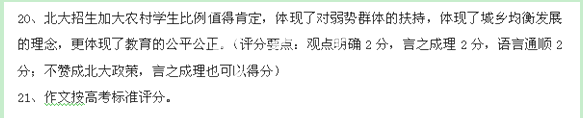 20、北大招生加大农村学生比例值得肯定，体现了对弱势群体的扶持，体现了城乡均衡发展
的理念，更体现了教育的公平公正。（评分要点：观点明确 2 分，言之成理 2 分，语言通顺 2
分；不赞成北大政策，言之成理也可以得分）
21、作文按高考标准评分。